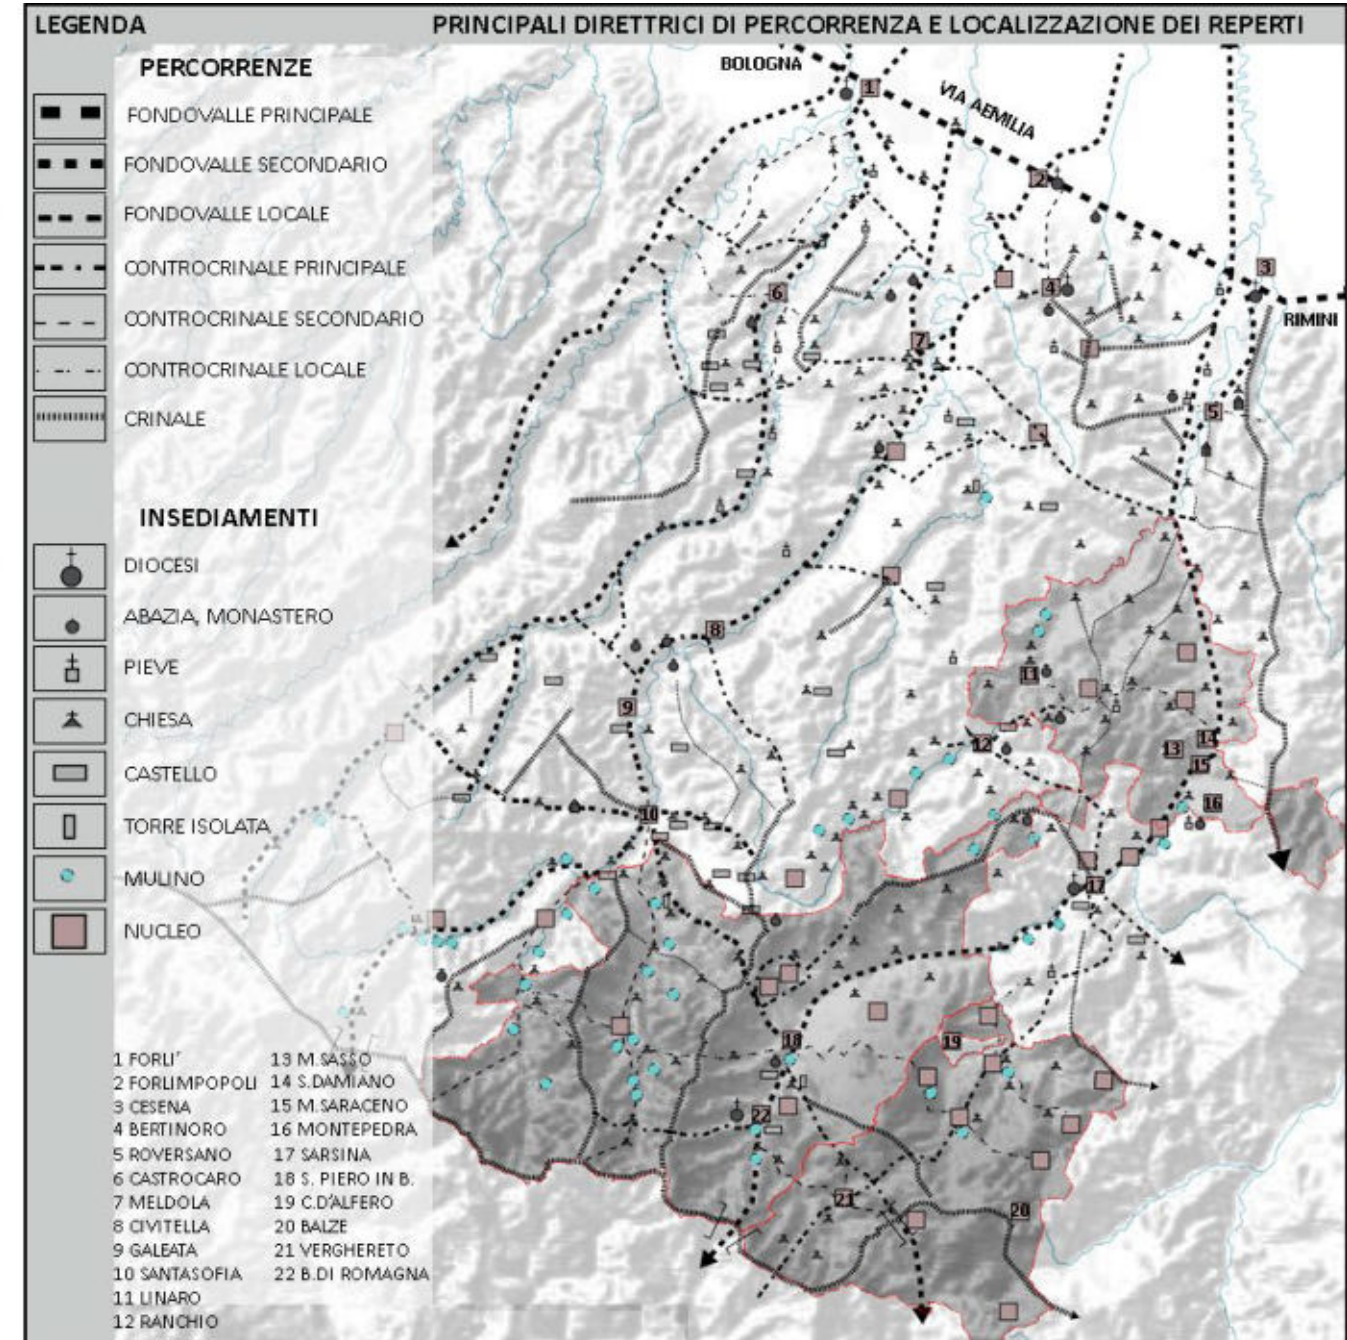 LEGENDA
PRINCIPALI DIRETTRICI DI PERCORRENZA E LOCALIZZAZIONE DEI REPERTI
PERCORRENZE
FONDOVALLE PRINCIPALE
FONDOVALLE SECONDARIO
FONDOVALLE LOCALE
CONTROCRINALE PRINCIPALE
CONTROCRINALE SECONDARIO
CONTROCRINALE LOCALE
CRINALE
INSEDIAMENTI
DIOCESI
ABAZIA, MONASTERO
PIEVE
CHIESA
CASTELLO
TORRE ISOLATA
MULINO
NUCLEO
1 FORLI'
2 FORLIMPOPOLI
3 CESENA
4 BERTINORO
5 ROVERSANO
6 CASTROCARO
7 MELDOLA
8 CIVITELLA
9 GALEATA
10 SANTASOFIA
11 LINARO
12 RANCHIO
13 M.SASSO
14 S.DAMIANO
15 M.SARACENO
16 MONTEPEDRA
17 SARSINA
18 S. PIERO IN B.
19 C.D'ALFERO
20 BALZE
21 VERGHERETO
22 B.DI ROMAGNA
BOLOGNA
VIA AEMILIA
RIMINI
1
2
3
4
6
7
5
8
11
9
12
13
14
15
16
10
17
18
19
22
21
20